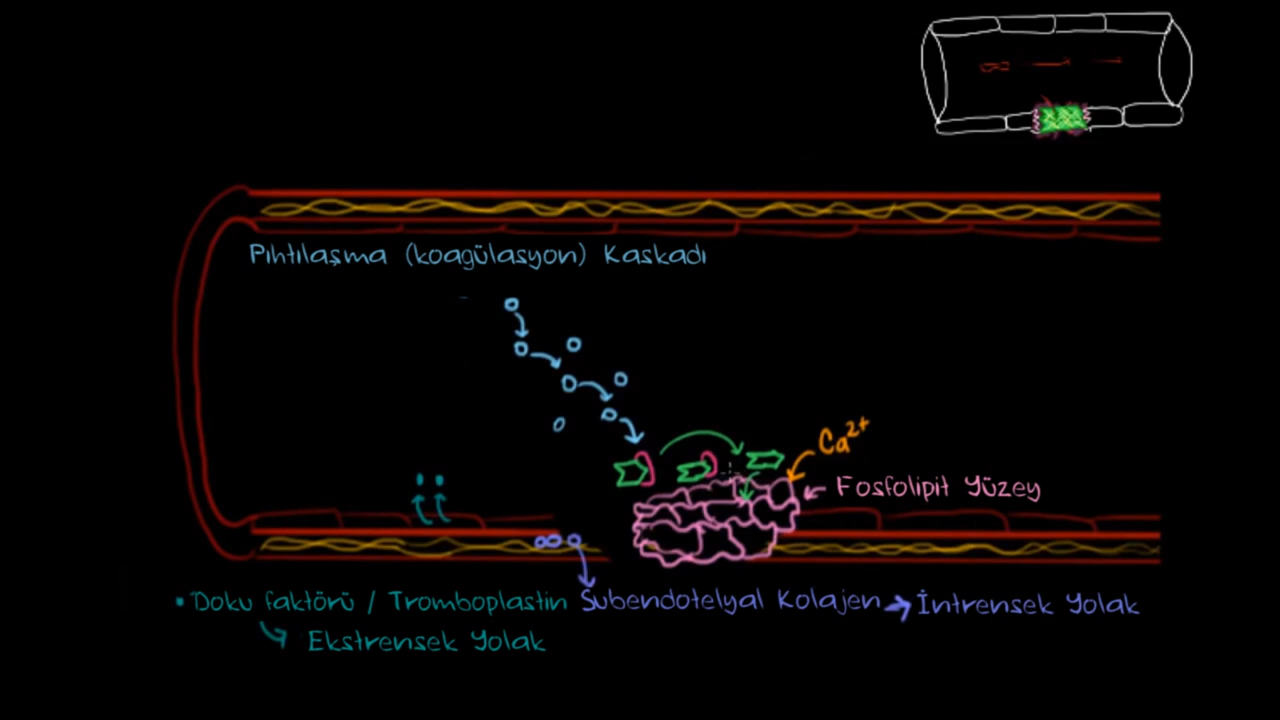 Pıhtılaşma (koagülasyon) Kaskadı
Ca²⁺
Fosfolipit Yüzey
• Doku faktörü / Tromboplastin
Subendotelyal Kolajen → İntrensek Yolak
Ekstrensek Yolak